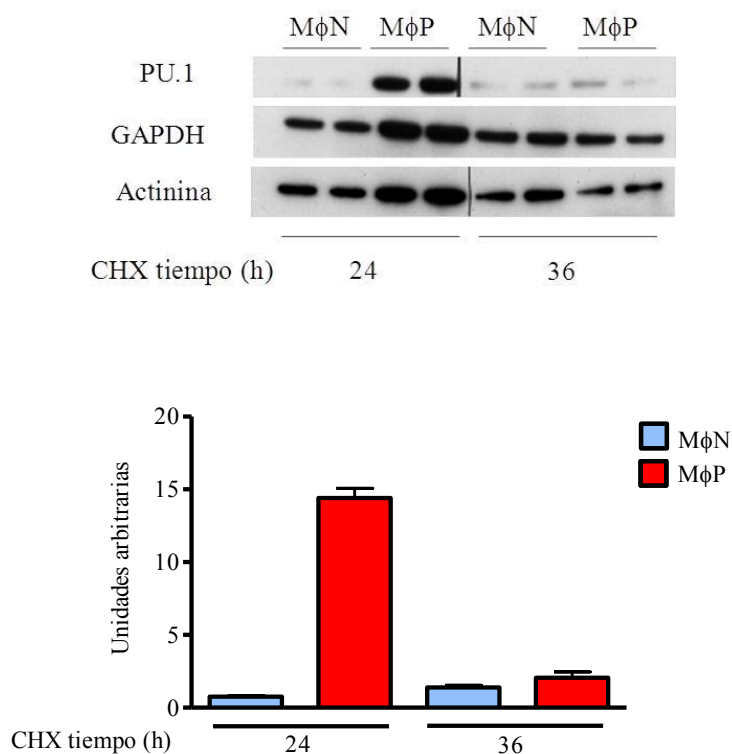 MϕN MϕP MϕN MϕP
PU.1
GAPDH
Actinina
CHX tiempo (h) 24 36
20
15
10
5
0
Unidades arbitrarias
MϕN
MϕP
CHX tiempo (h) 24 36